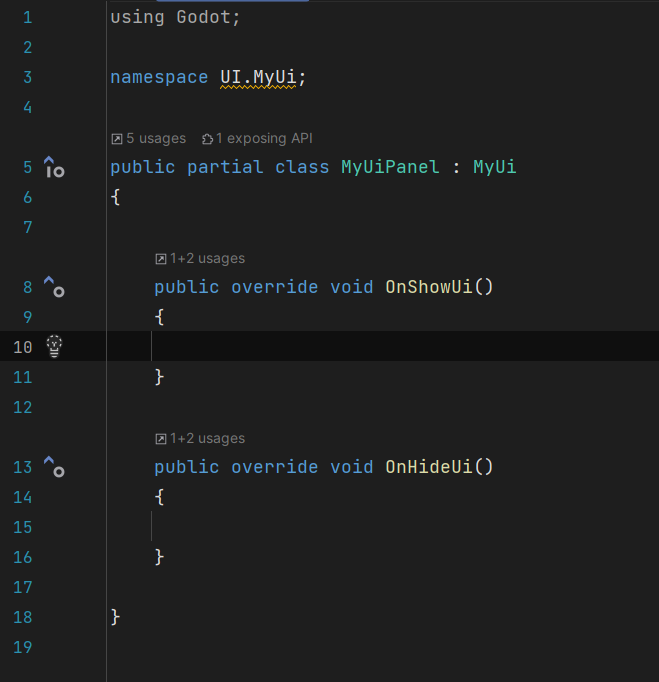 1 using Godot;
2
3 namespace UI.MyUi;
4
5 usages 1 exposing API
5 public partial class MyUiPanel : MyUi
6 {
7
1+2 usages
8 public override void OnShowUi()
9 {
10
11 }
12
1+2 usages
13 public override void OnHideUi()
14 {
15
16 }
17
18 }
19